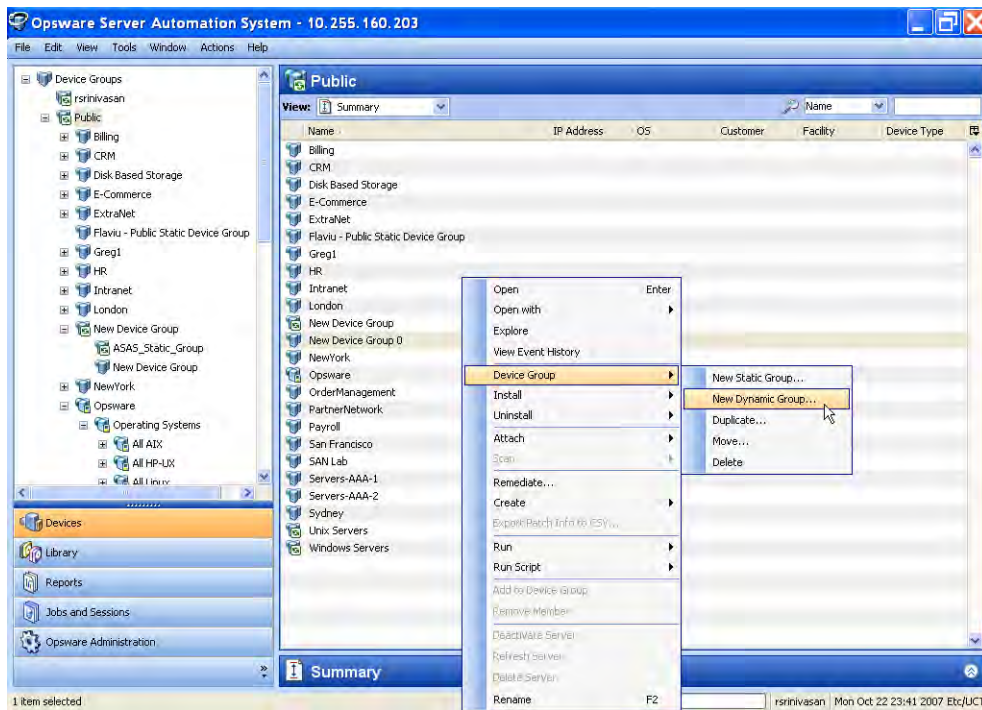 Opsware Server Automation System - 10.255.160.203
File Edit View Tools Window Actions Help
Device Groups
rsrinivasan
Public
Billing
CRM
Disk Based Storage
E-Commerce
ExtraNet
Flaviu - Public Static Device Group
Greg1
HR
Intranet
London
New Device Group
ASAS_Static_Group
New Device Group
NewYork
Opsware
Operating Systems
All AIX
All HP-UX
All Linux
Devices
Library
Reports
Jobs and Sessions
Opsware Administration
Public
View: Summary Name
Name IP Address OS Customer Facility Device Type
Billing
CRM
Disk Based Storage
E-Commerce
ExtraNet
Flaviu - Public Static Device Group
Greg1
HR
Intranet
London
New Device Group
New Device Group 0
NewYork
Opsware
OrderManagement
PartnerNetwork
Payroll
San Francisco
SAN Lab
Servers-AAA-1
Servers-AAA-2
Sydney
Unix Servers
Windows Servers
Open Enter
Open with
Explore
View Event History
Device Group
Install
Uninstall
Attach
Scan
Remediate...
Create
Export Patch Info to CSV...
Run
Run Script
Add to Device Group
Remove Member
Deactivate Server
Refresh Server
Delete Server
Rename F2
New Static Group...
New Dynamic Group...
Duplicate...
Move...
Delete
Summary
1 item selected
rsrinivasan Mon Oct 22 23:41 2007 Etc/UCT